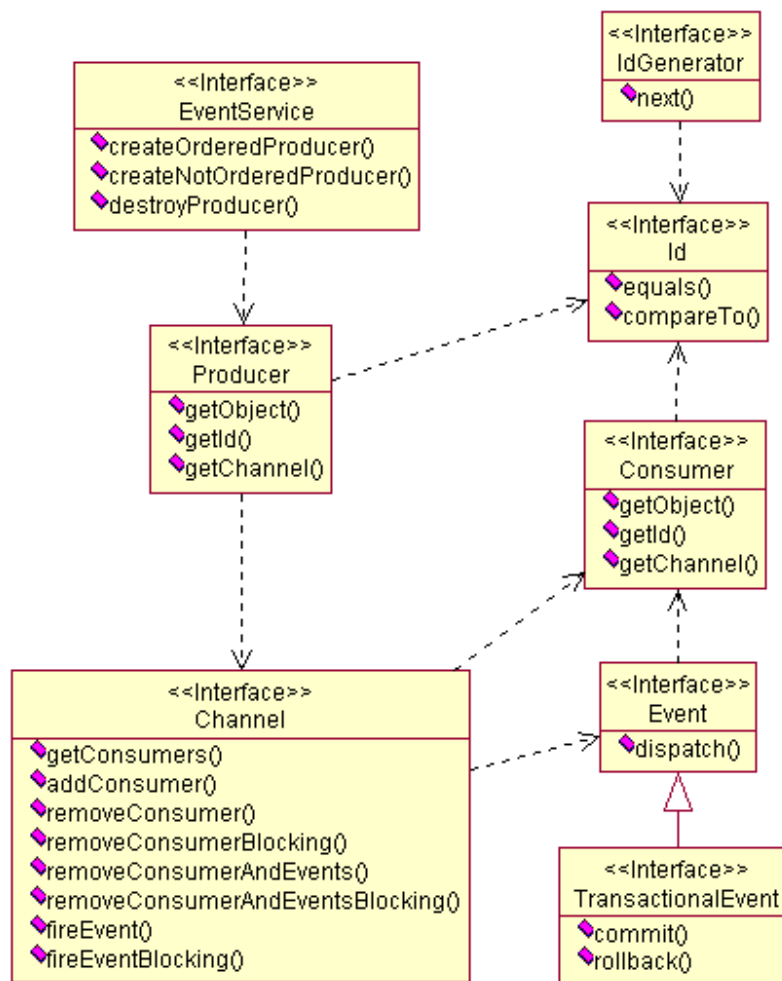 <<Interface>>
IdGenerator
next()
<<Interface>>
EventService
createOrderedProducer()
createNotOrderedProducer()
destroyProducer()
<<Interface>>
Id
equals()
compareTo()
<<Interface>>
Producer
getObject()
getId()
getChannel()
<<Interface>>
Consumer
getObject()
getId()
getChannel()
<<Interface>>
Channel
getConsumers()
addConsumer()
removeConsumer()
removeConsumerBlocking()
removeConsumerAndEvents()
removeConsumerAndEventsBlocking()
fireEvent()
fireEventBlocking()
<<Interface>>
Event
dispatch()
<<Interface>>
TransactionalEvent
commit()
rollback()